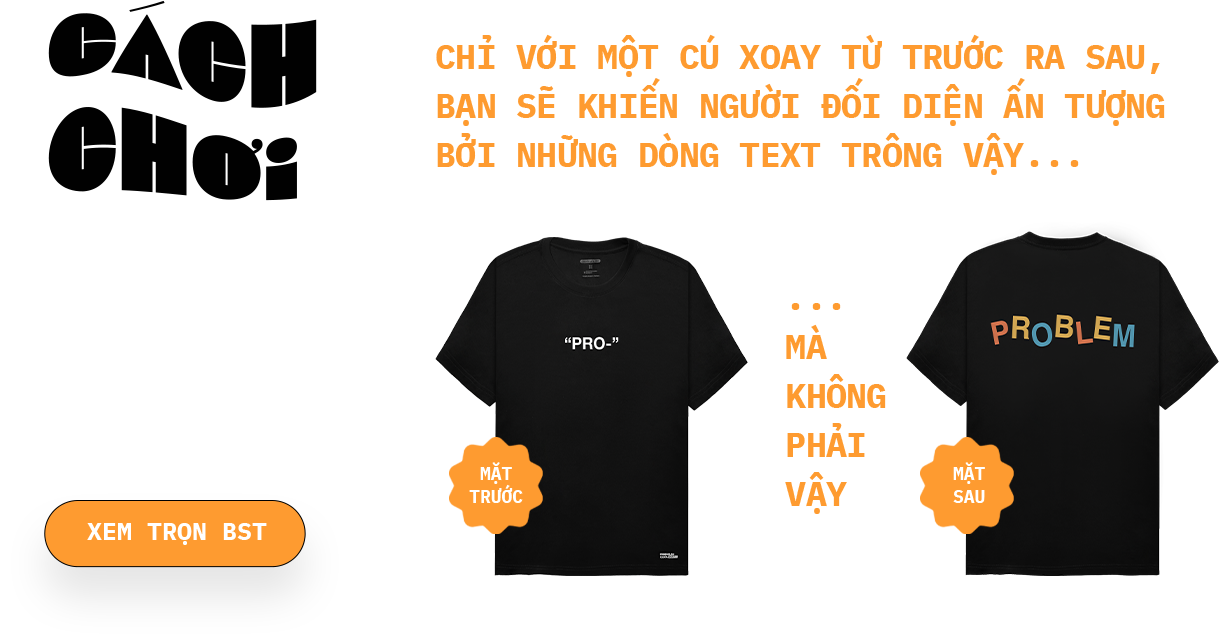 CÁCH
CHƠI
CHỈ VỚI MỘT CÚ XOAY TỪ TRƯỚC RA SAU,
BẠN SẼ KHIẾN NGƯỜI ĐỐI DIỆN ẤN TƯỢNG
BỞI NHỮNG DÒNG TEXT TRÔNG VẬY...
“PRO-”
...
MÀ
KHÔNG
PHẢI
VẬY
PROBLEM
MẶT
TRƯỚC
MẶT
SAU
XEM TRỌN BST